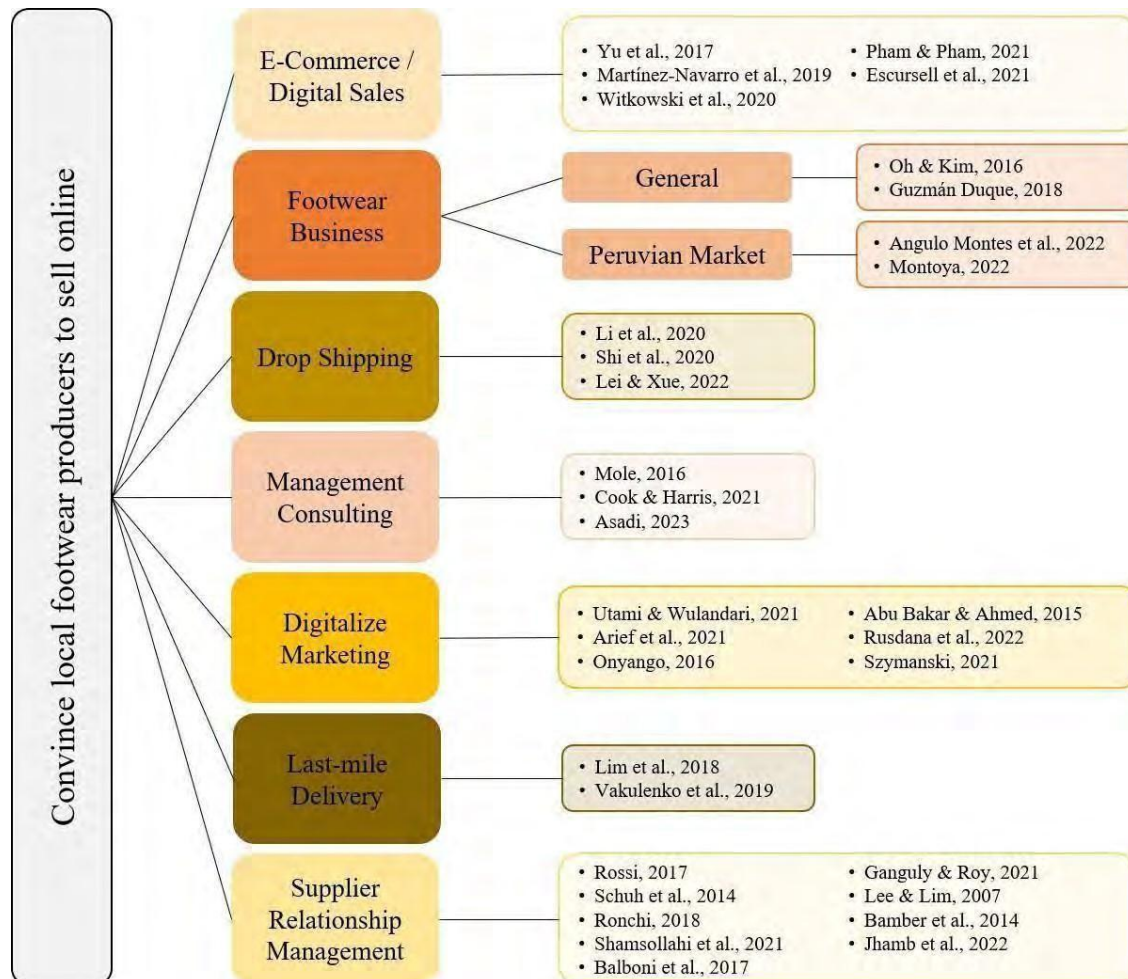 Convince local footwear producers to sell online
E-Commerce /
Digital Sales
• Yu et al., 2017
• Martínez-Navarro et al., 2019
• Witkowski et al., 2020
• Pham & Pham, 2021
• Escursell et al., 2021
Footwear
Business
General
• Oh & Kim, 2016
• Guzmán Duque, 2018
Peruvian Market
• Angulo Montes et al., 2022
• Montoya, 2022
Drop Shipping
• Li et al., 2020
• Shi et al., 2020
• Lei & Xue, 2022
Management
Consulting
• Mole, 2016
• Cook & Harris, 2021
• Asadi, 2023
Digitalize
Marketing
• Utami & Wulandari, 2021
• Arief et al., 2021
• Onyango, 2016
• Abu Bakar & Ahmed, 2015
• Rusdana et al., 2022
• Szymanski, 2021
Last-mile
Delivery
• Lim et al., 2018
• Vakulenko et al., 2019
Supplier
Relationship
Management
• Rossi, 2017
• Schuh et al., 2014
• Ronchi, 2018
• Shamsollahi et al., 2021
• Balboni et al., 2017
• Ganguly & Roy, 2021
• Lee & Lim, 2007
• Bamber et al., 2014
• Jhamb et al., 2022